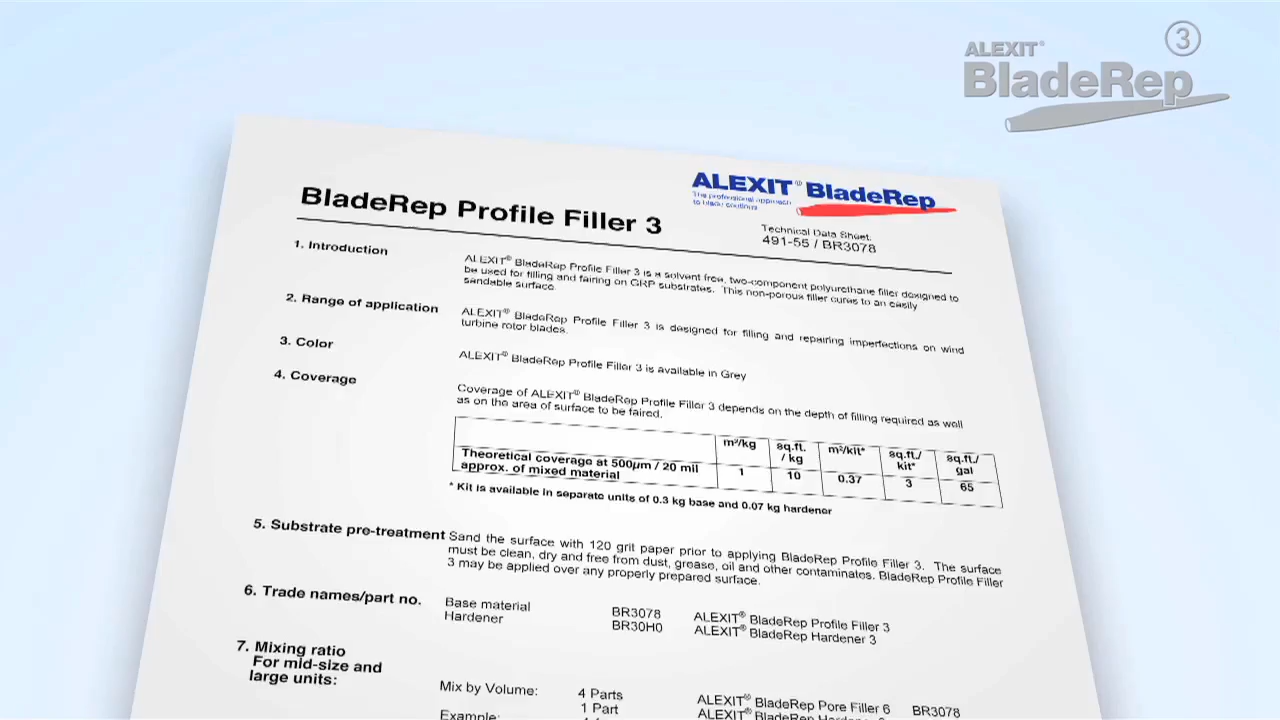 3
ALEXIT®
BladeRep
ALEXIT® BladeRep
The professional approach
to blade solutions
BladeRep Profile Filler 3
Technical Data Sheet:
491-55 / BR3078
1. Introduction
ALEXIT® BladeRep Profile Filler 3 is a solvent free, two-component polyurethane filler designed to
be used for filling and fairing on GRP substrates. This non-porous filler cures to an easily
sandable surface.
2. Range of application
ALEXIT® BladeRep Profile Filler 3 is designed for filling and repairing imperfections on wind
turbine rotor blades.
3. Color
ALEXIT® BladeRep Profile Filler 3 is available in Grey
4. Coverage
Coverage of ALEXIT® BladeRep Profile Filler 3 depends on the depth of filling required as well
as on the area of surface to be faired.
m²/kg sq.ft. / kg m²/kit* sq.ft./ kit* sq.ft./ gal
Theoretical coverage at 500µm / 20 mil
approx. of mixed material 1 10 0.37 3 65
* Kit is available in separate units of 0.3 kg base and 0.07 kg hardener
5. Substrate pre-treatment
Sand the surface with 120 grit paper prior to applying BladeRep Profile Filler 3. The surface
must be clean, dry and free from dust, grease, oil and other contaminates. BladeRep Profile Filler
3 may be applied over any properly prepared surface.
6. Trade names/part no.
Base material BR3078 ALEXIT® BladeRep Profile Filler 3
Hardener BR30H0 ALEXIT® BladeRep Hardener 3
7. Mixing ratio
For mid-size and
large units:
Mix by Volume: 4 Parts ALEXIT® BladeRep Pore Filler 6 BR3078
1 Part ALEXIT® BladeRep
Example: